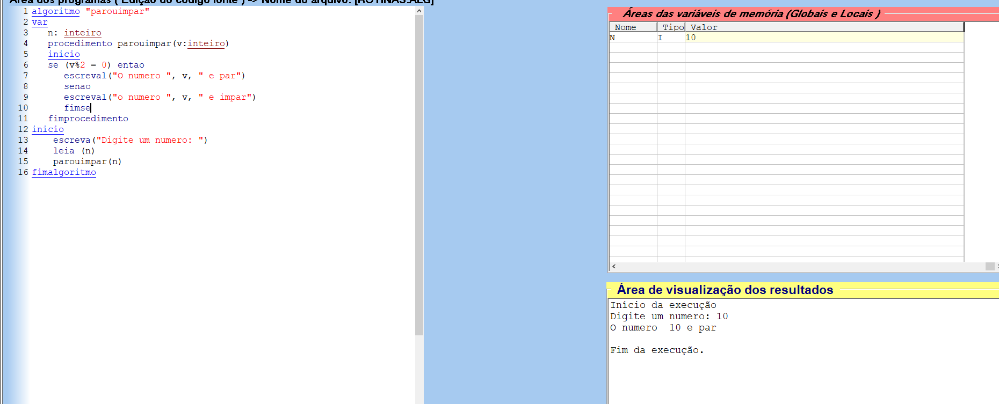 Área dos programas ( Edição do código fonte ) -> Nome do arquivo: [ROTINAS.ALG]
1 algoritmo "parouimpar"
2 var
3 n: inteiro
4 procedimento parouimpar(v:inteiro)
5 inicio
6 se (v%2 = 0) entao
7 escreval("O numero ", v, " e par")
8 senao
9 escreval("o numero ", v, " e impar")
10 fimse
11 fimprocedimento
12 inicio
13 escreva("Digite um numero: ")
14 leia (n)
15 parouimpar(n)
16 fimalgoritmo
Áreas das variáveis de memória (Globais e Locais )
Nome Tipo Valor
N I 10
Área de visualização dos resultados
Início da execução
Digite um numero: 10
O numero  10 e par
Fim da execução.